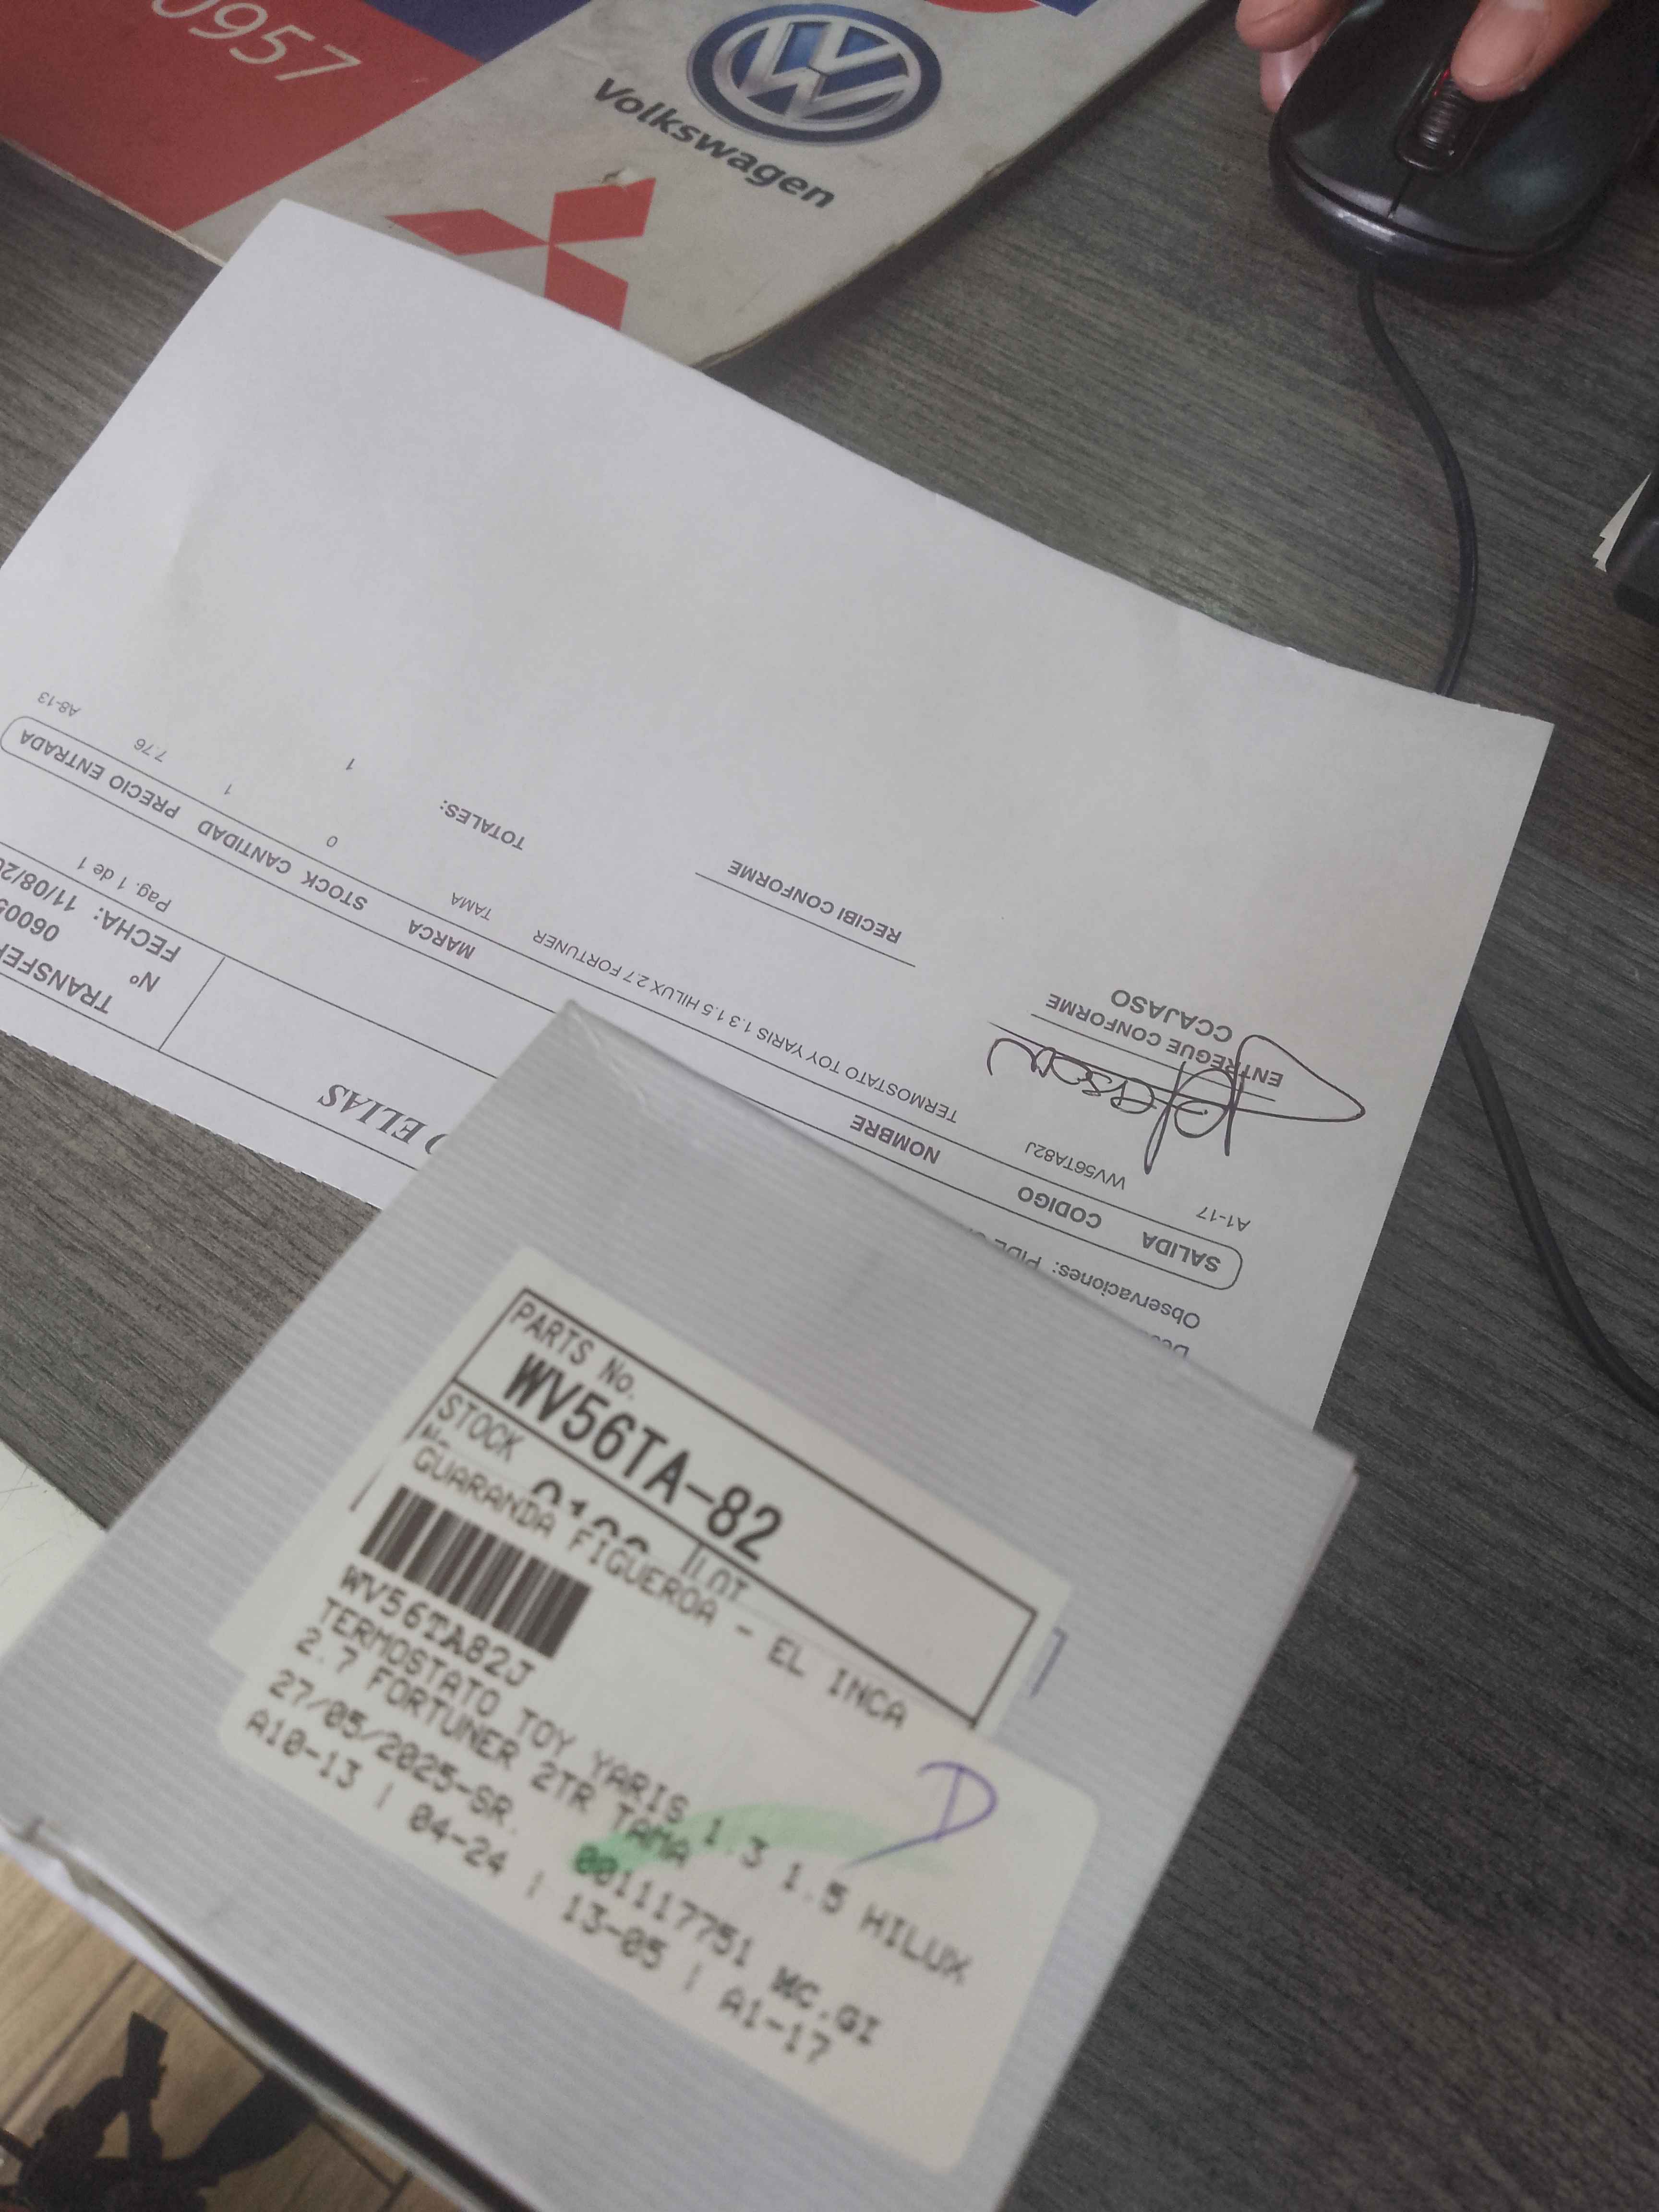 0957
Volkswagen
ELIAS
TRANSFER
Nº
FECHA: 11/08/20
Pag. 1 de 1
Observaciones: PIDE
SALIDA CODIGO NOMBRE MARCA STOCK CANTIDAD PRECIO ENTRADA
A1-17 WV56TA82J TERMOSTATO TOY YARIS 1.3 1.5 HILUX 2.7 FORTUNER TAMA 0 1 7.76 A8-13
TOTALES: 1
ENTREGUE CONFORME
CCAJASO
RECIBI CONFORME
PARTS No.
WV56TA-82
STOCK
GUARANDA FIGUEROA - EL INCA
WV56TA82J
TERMOSTATO TOY YARIS 1.3 1.5 HILUX
2.7 FORTUNER 2TR TAMA
27/05/2025-SR. 001117751 MC.GI
A10-13 | 04-24 | 13-05 | A1-17
D